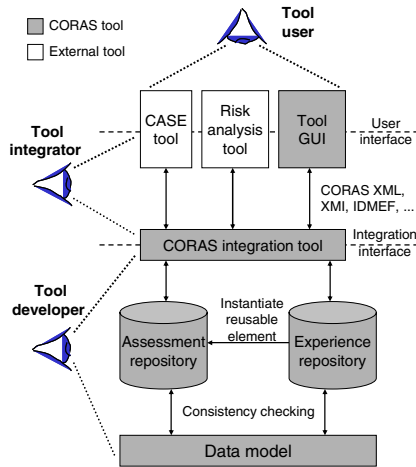 CORAS tool
External tool
Tool
user
Tool
integrator
CASE
tool
Risk
analysis
tool
Tool
GUI
User
interface
CORAS XML,
XMI, IDMEF, ...
Integration
interface
CORAS integration tool
Tool
developer
Assessment
repository
Instantiate
reusable
element
Experience
repository
Consistency checking
Data model